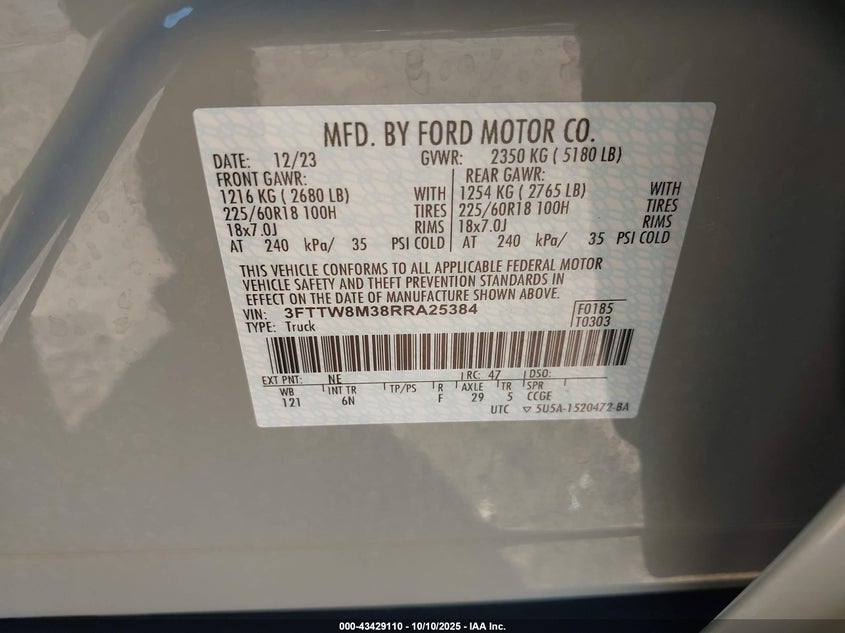 MFD. BY FORD MOTOR CO.
DATE: 12/23 GVWR: 2350 KG ( 5180 LB)
FRONT GAWR: REAR GAWR:
1216 KG ( 2680 LB) WITH 1254 KG ( 2765 LB) WITH
225/60R18 100H TIRES 225/60R18 100H TIRES
18x7.0J RIMS 18x7.0J RIMS
AT 240 kPa/ 35 PSI COLD AT 240 kPa/ 35 PSI COLD
THIS VEHICLE CONFORMS TO ALL APPLICABLE FEDERAL MOTOR
VEHICLE SAFETY AND THEFT PREVENTION STANDARDS IN
EFFECT ON THE DATE OF MANUFACTURE SHOWN ABOVE.
VIN: 3FTTW8M38RRA25384 F0185
TYPE: Truck T0303
EXT PNT: NE RC: 47 DSO:
WB INT TR TP/PS R AXLE TR SPR
121 6N F 29 5 CCGE
UTC ▽ 5U5A-1520472-BA
000-43429110 - 10/10/2025 - IAA Inc.